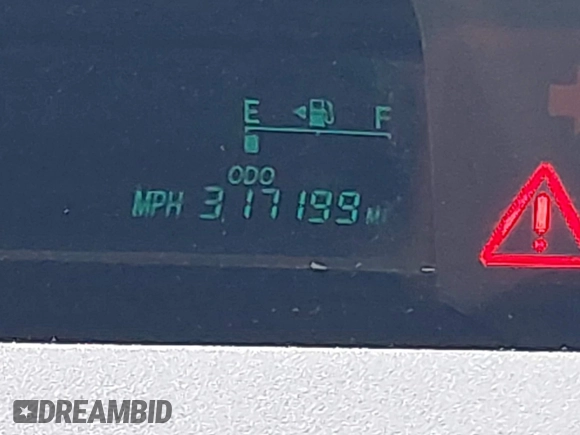 E F
ODO
MPH 317199 MI
DREAMBID